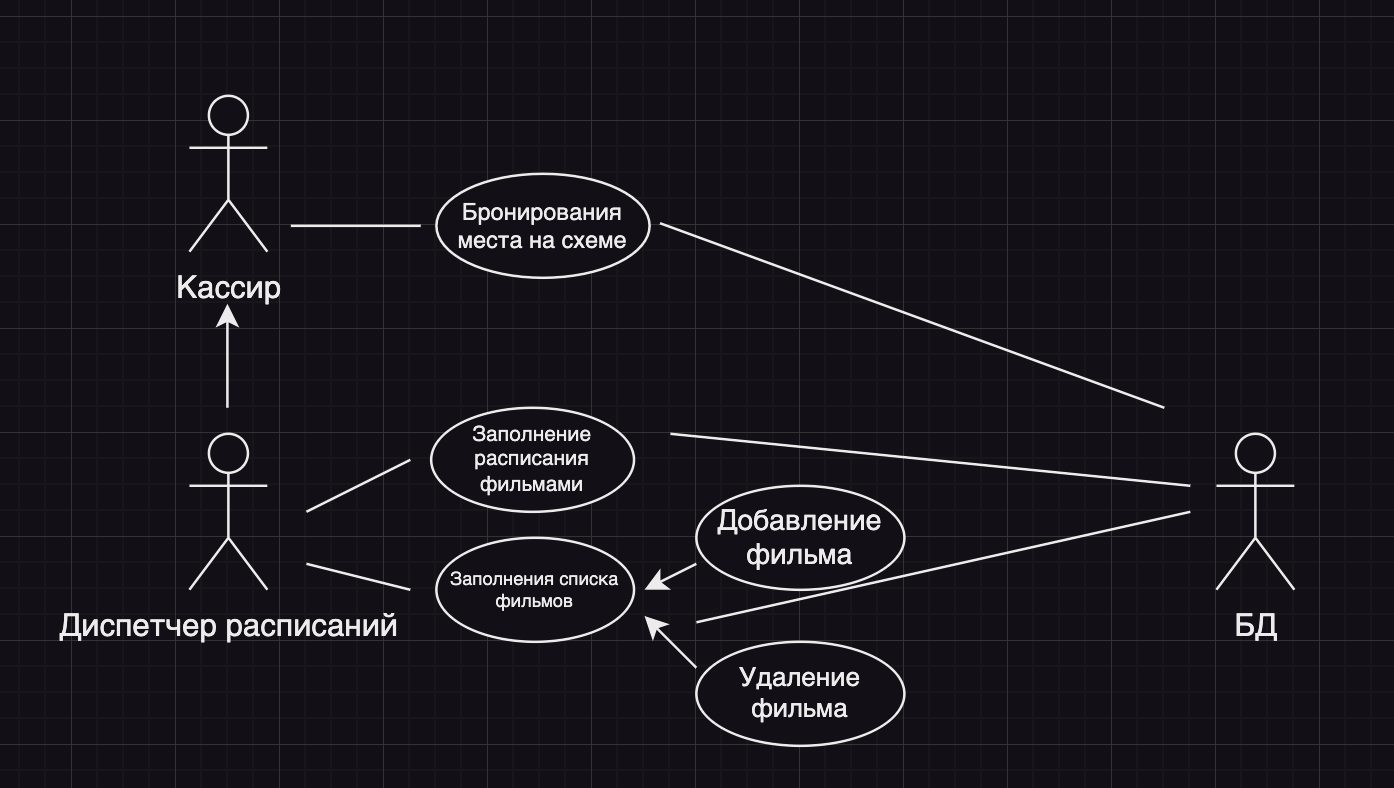 Бронирования
места на схеме
Кассир
Заполнение
расписания
фильмами
Добавление
фильма
Заполнения списка
фильмов
Диспетчер расписаний
БД
Удаление
фильма